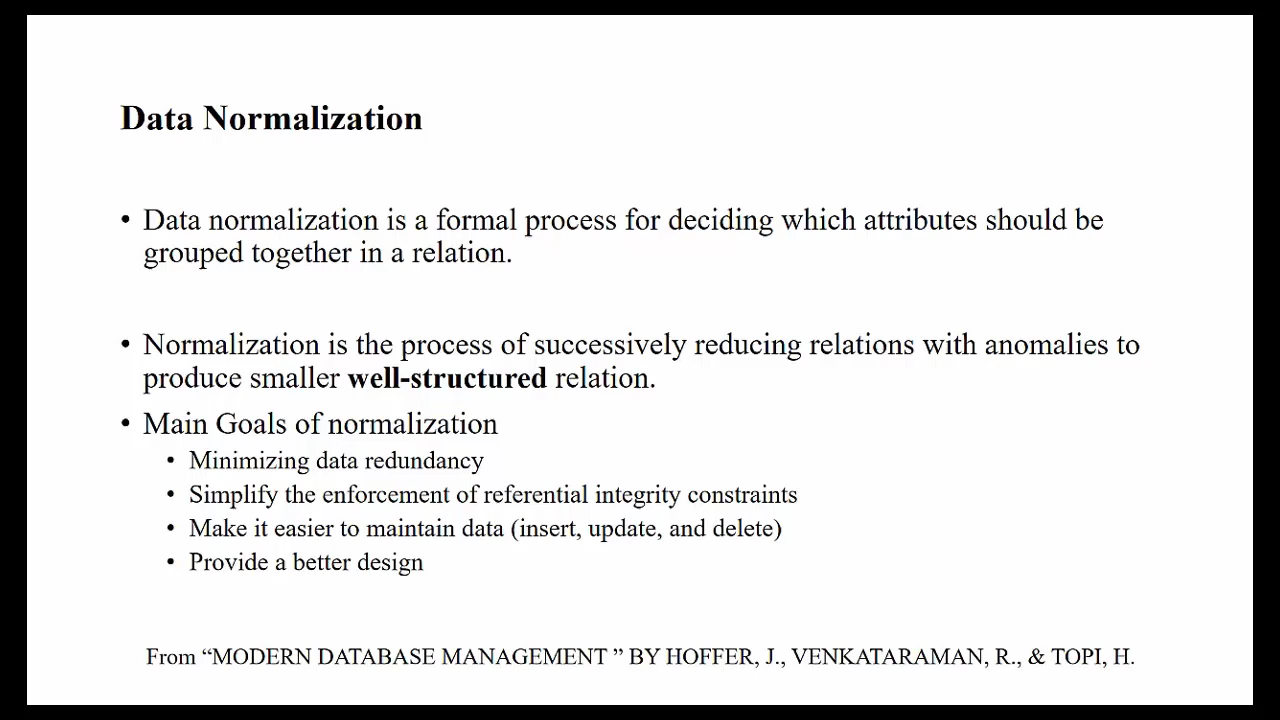 Data Normalization
• Data normalization is a formal process for deciding which attributes should be
grouped together in a relation.
• Normalization is the process of successively reducing relations with anomalies to
produce smaller well-structured relation.
• Main Goals of normalization
• Minimizing data redundancy
• Simplify the enforcement of referential integrity constraints
• Make it easier to maintain data (insert, update, and delete)
• Provide a better design
From “MODERN DATABASE MANAGEMENT ” BY HOFFER, J., VENKATARAMAN, R., & TOPI, H.